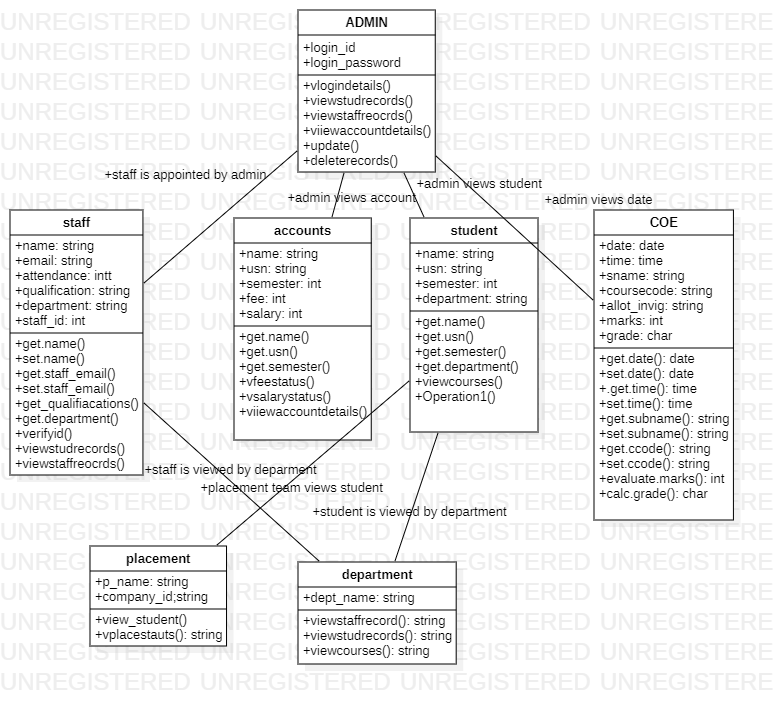 ADMIN
+login_id
+login_password
+vlogindetails()
+viewstudrecords()
+viewstaffreocrds()
+viiewaccountdetails()
+update()
+deleterecords()
+staff is appointed by admin
+admin views account
+admin views student
+admin views date
staff
+name: string
+email: string
+attendance: intt
+qualification: string
+department: string
+staff_id: int
+get.name()
+set.name()
+get.staff_email()
+set.staff_email()
+get_qualifiacations()
+get.department()
+verifyid()
+viewstudrecords()
+viewstaffreocrds()
accounts
+name: string
+usn: string
+semester: int
+fee: int
+salary: int
+get.name()
+get.usn()
+get.semester()
+vfeestatus()
+vsalarystatus()
+viiewaccountdetails()
student
+name: string
+usn: string
+semester: int
+department: string
+get.name()
+get.usn()
+get.semester()
+get.department()
+viewcourses()
+Operation1()
COE
+date: date
+time: time
+sname: string
+coursecode: string
+allot_invig: string
+marks: int
+grade: char
+get.date(): date
+set.date(): date
+.get.time(): time
+set.time(): time
+get.subname(): string
+set.subname(): string
+get.ccode(): string
+set.ccode(): string
+evaluate.marks(): int
+calc.grade(): char
+staff is viewed by deparment
+placement team views student
+student is viewed by department
placement
+p_name: string
+company_id;string
+view_student()
+vplacestauts(): string
department
+dept_name: string
+viewstaffrecord(): string
+viewstudrecords(): string
+viewcourses(): string
UNREGISTERED UNREGISTERED UNREGISTERED UNREGISTERED